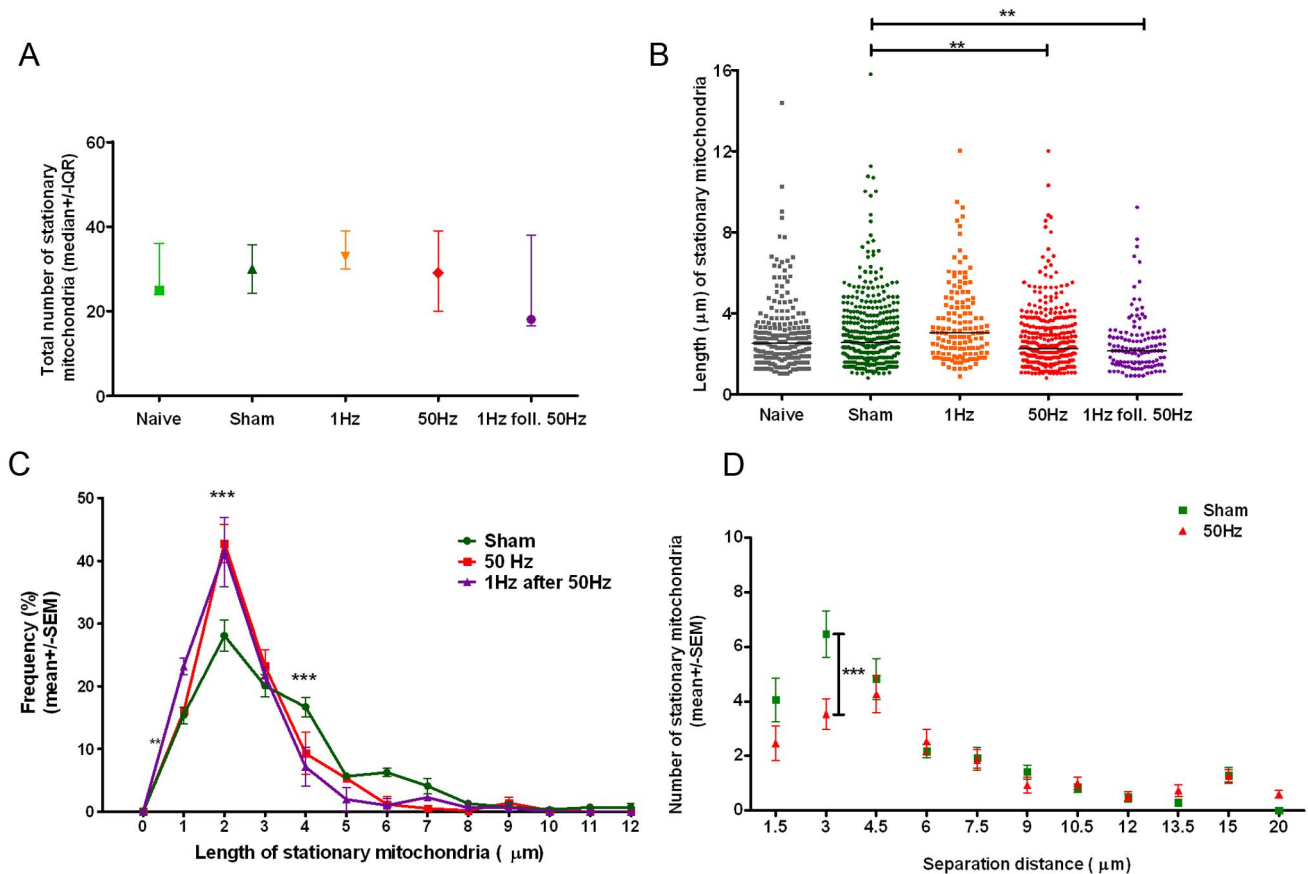 A
Total number of stationary
mitochondria (median+/-IQR)
60
40
20
0
Naive Sham 1Hz 50Hz 1Hz foll. 50Hz
B
**
**
Length (μm) of stationary mitochondria
16
12
8
4
0
Naive Sham 1Hz 50Hz 1Hz foll. 50Hz
C
Frequency (%)
(mean+/-SEM)
50
40
30
20
10
0
***
***
**
Sham
50 Hz
1Hz after 50Hz
0 1 2 3 4 5 6 7 8 9 10 11 12
Length of stationary mitochondria ( μm)
D
Number of stationary mitochondria
(mean+/-SEM)
10
8
6
4
2
0
***
Sham
50Hz
1.5 3 4.5 6 7.5 9 10.5 12 13.5 15 20
Separation distance ( μm)